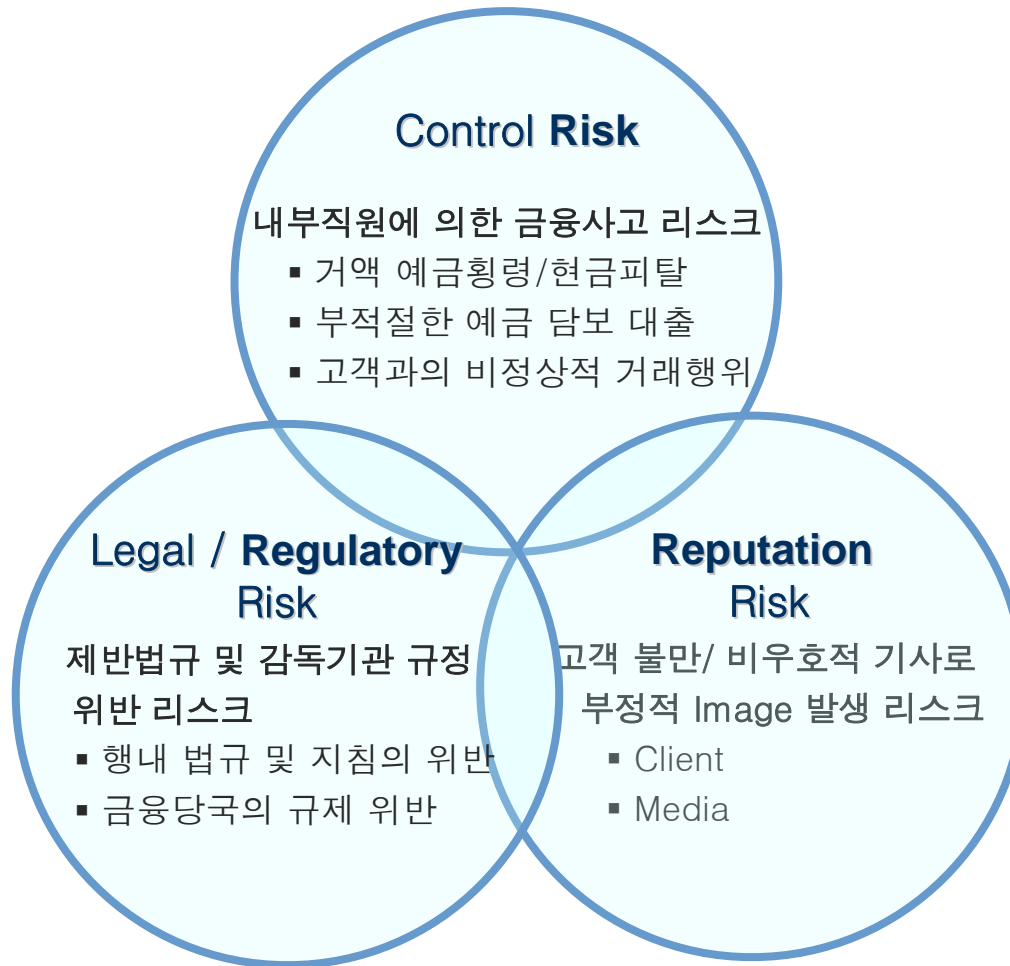 Control Risk
내부직원에 의한 금융사고 리스크
▪ 거액 예금횡령/현금피탈
▪ 부적절한 예금 담보 대출
▪ 고객과의 비정상적 거래행위
Legal / Regulatory
Risk
제반법규 및 감독기관 규정
위반 리스크
▪ 행내 법규 및 지침의 위반
▪ 금융당국의 규제 위반
Reputation
Risk
고객 불만/ 비우호적 기사로
부정적 Image 발생 리스크
▪ Client
▪ Media